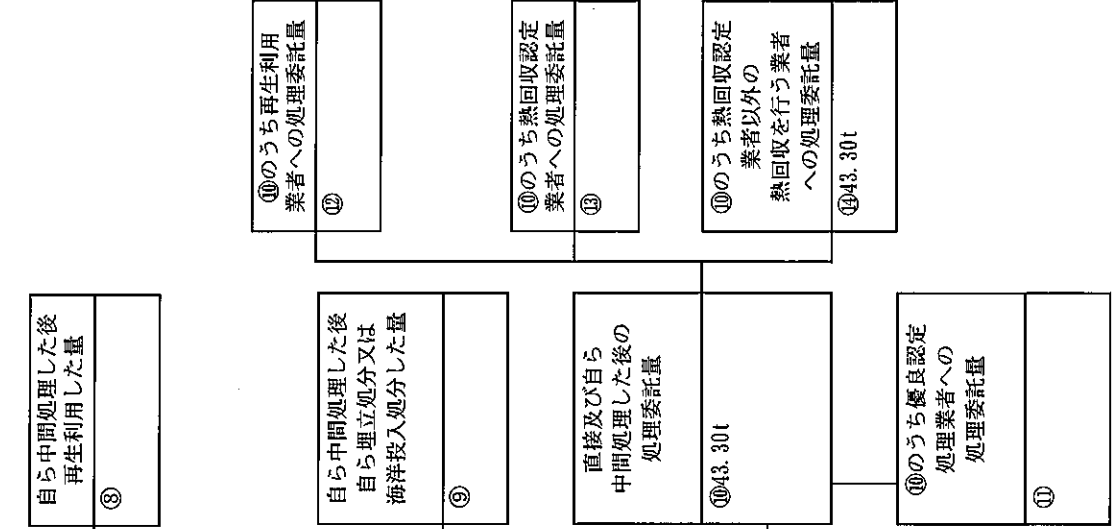 自ら中間処理した後
再生利用した量
⑧
自ら中間処理した後
自ら埋立処分又は
海洋投入処分した量
⑨
直接及び自ら
中間処理した後の
処理委託量
⑩43.30t
⑩のうち優良認定
処理業者への
処理委託量
⑪
⑩のうち再生利用
業者への処理委託量
⑫
⑩のうち熱回収認定
業者への処理委託量
⑬
⑩のうち熱回収認定
業者以外の
熱回収を行う業者
への処理委託量
⑭43.30t